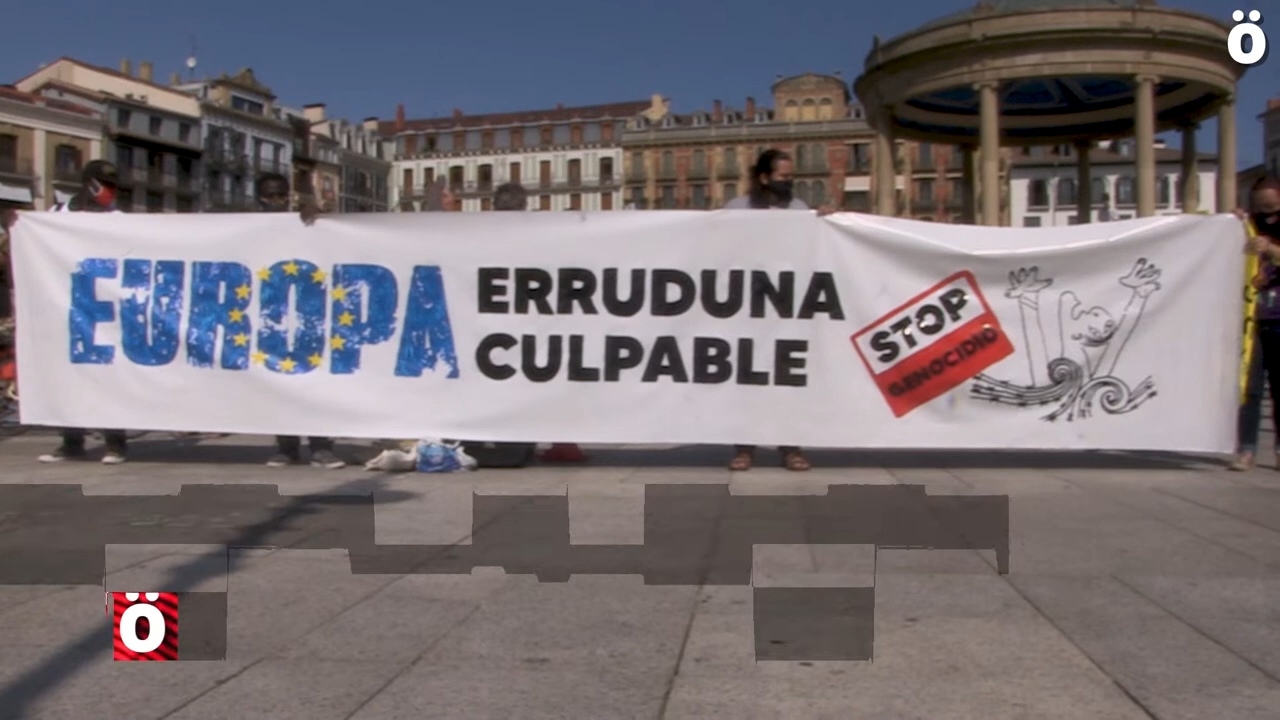 Ö
EUROPA
ERRUDUNA
CULPABLE
STOP
GENOCIDIO
Ö